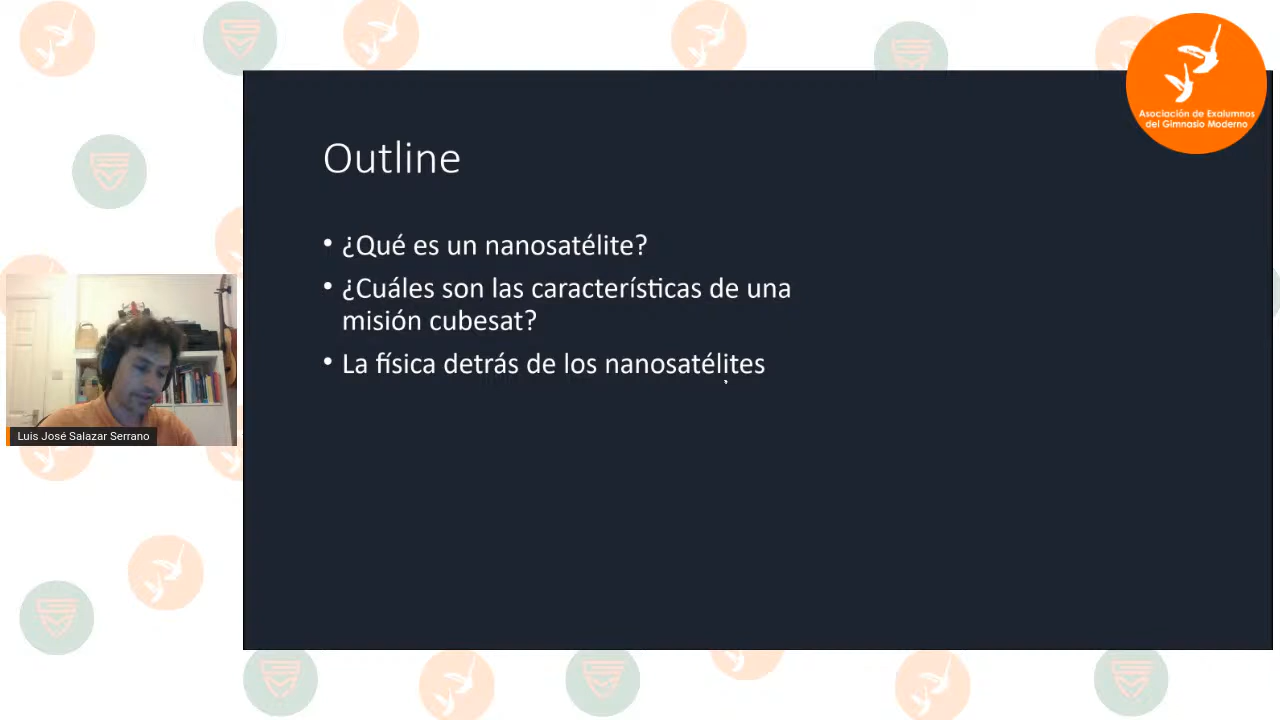 Asociación de Exalumnos
del Gimnasio Moderno
Outline
• ¿Qué es un nanosatélite?
• ¿Cuáles son las características de una
misión cubesat?
• La física detrás de los nanosatélites
Luis José Salazar Serrano